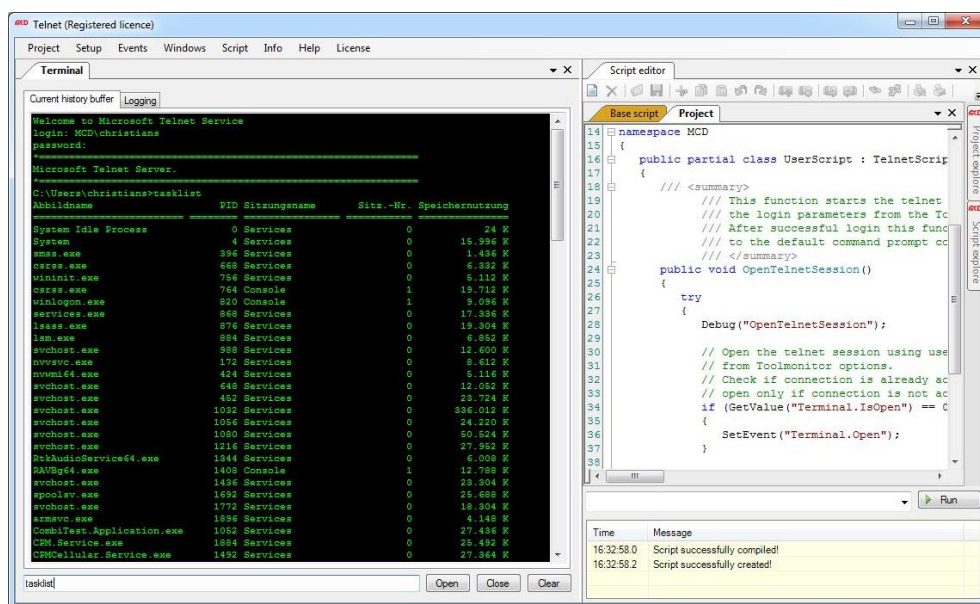 MCD Telnet (Registered licence)
Project Setup Events Windows Script Info Help License
Terminal
Current history buffer Logging
Welcome to Microsoft Telnet Service
login: MCD\christians
password:
*===============================================================
Microsoft Telnet Server.
*===============================================================
C:\Users\christians>tasklist
Abbildname PID Sitzungsname Sitz.-Nr. Speichernutzung
========================= ======== ================ =========== ===============
System Idle Process 0 Services 0 24 K
System 4 Services 0 15.996 K
smss.exe 396 Services 0 1.436 K
csrss.exe 668 Services 0 6.332 K
wininit.exe 756 Services 0 5.112 K
csrss.exe 764 Console 1 19.712 K
winlogon.exe 820 Console 1 9.096 K
services.exe 868 Services 0 17.336 K
lsass.exe 876 Services 0 19.304 K
lsm.exe 884 Services 0 6.852 K
svchost.exe 988 Services 0 12.600 K
nvvsvc.exe 172 Services 0 8.612 K
nvwmi64.exe 424 Services 0 5.116 K
svchost.exe 648 Services 0 12.052 K
svchost.exe 452 Services 0 23.724 K
svchost.exe 1032 Services 0 336.012 K
svchost.exe 1056 Services 0 24.220 K
svchost.exe 1080 Services 0 50.524 K
svchost.exe 1216 Services 0 27.952 K
RtkAudioService64.exe 1344 Services 0 6.008 K
RAVBg64.exe 1408 Console 1 12.788 K
svchost.exe 1436 Services 0 23.304 K
spoolsv.exe 1692 Services 0 25.688 K
svchost.exe 1772 Services 0 18.304 K
armsvc.exe 1896 Services 0 4.148 K
CombiTest.Application.exe 1052 Services 0 27.436 K
CPM.Service.exe 1884 Services 0 25.492 K
CPMCellular.Service.exe 1492 Services 0 27.364 K
tasklist Open Close Clear
Script editor
Base script Project
14 namespace MCD
15 {
16 public partial class UserScript : TelnetScrip
17 {
18 /// <summary>
19 /// This function starts the telnet
20 /// the login parameters from the To
21 /// After successful login this func
22 /// to the default command prompt co
23 /// </summary>
24 public void OpenTelnetSession()
25 {
26 try
27 {
28 Debug("OpenTelnetSession");
29
30 // Open the telnet session using use
31 // from Toolmonitor options.
32 // Check if connection is already ac
33 // open only if connection is not ac
34 if (GetValue("Terminal.IsOpen") == 0
35 {
36 SetEvent("Terminal.Open");
37 }
38
Run
Time Message
16:32:58.0 Script successfully compiled!
16:32:58.2 Script successfully created!
MCD Project explore
MCD Script explore